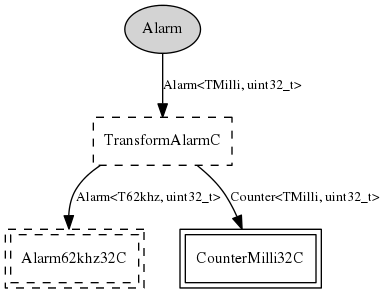 Alarm
Alarm<TMilli, uint32_t>
TransformAlarmC
Alarm<T62khz, uint32_t>
Counter<TMilli, uint32_t>
Alarm62khz32C
CounterMilli32C